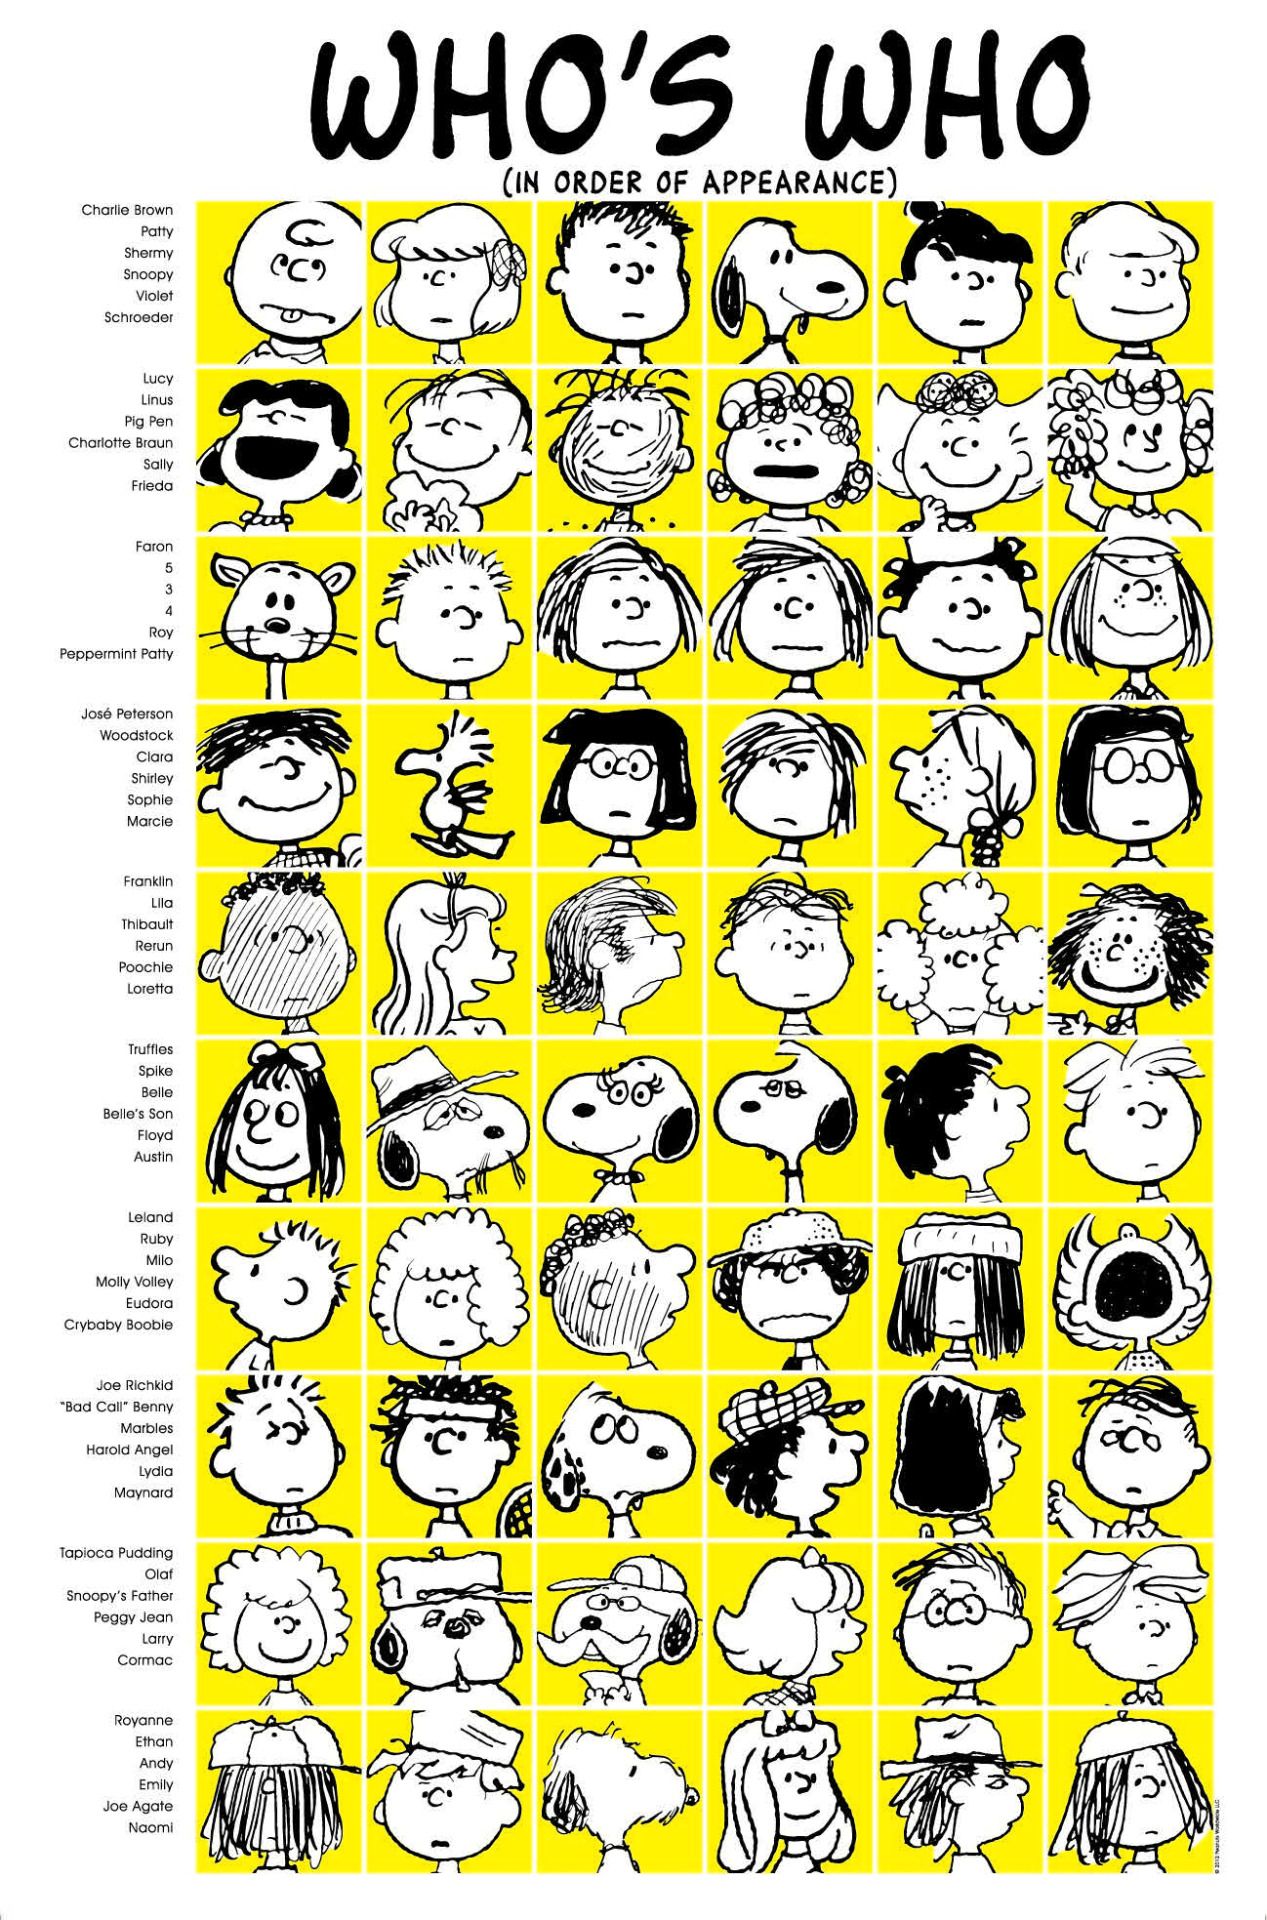 WHO'S WHO
(IN ORDER OF APPEARANCE)
Charlie Brown
Patty
Shermy
Snoopy
Violet
Schroeder
Lucy
Linus
Pig Pen
Charlotte Braun
Sally
Frieda
Faron
5
3
4
Roy
Peppermint Patty
José Peterson
Woodstock
Clara
Shirley
Sophie
Marcie
Franklin
Lila
Thibault
Rerun
Poochie
Loretta
Truffles
Spike
Belle
Belle's Son
Floyd
Austin
Leland
Ruby
Milo
Molly Volley
Eudora
Crybaby Boobie
Joe Richkid
"Bad Call" Benny
Marbles
Harold Angel
Lydia
Maynard
Tapioca Pudding
Olaf
Snoopy's Father
Peggy Jean
Larry
Cormac
Royanne
Ethan
Andy
Emily
Joe Agate
Naomi